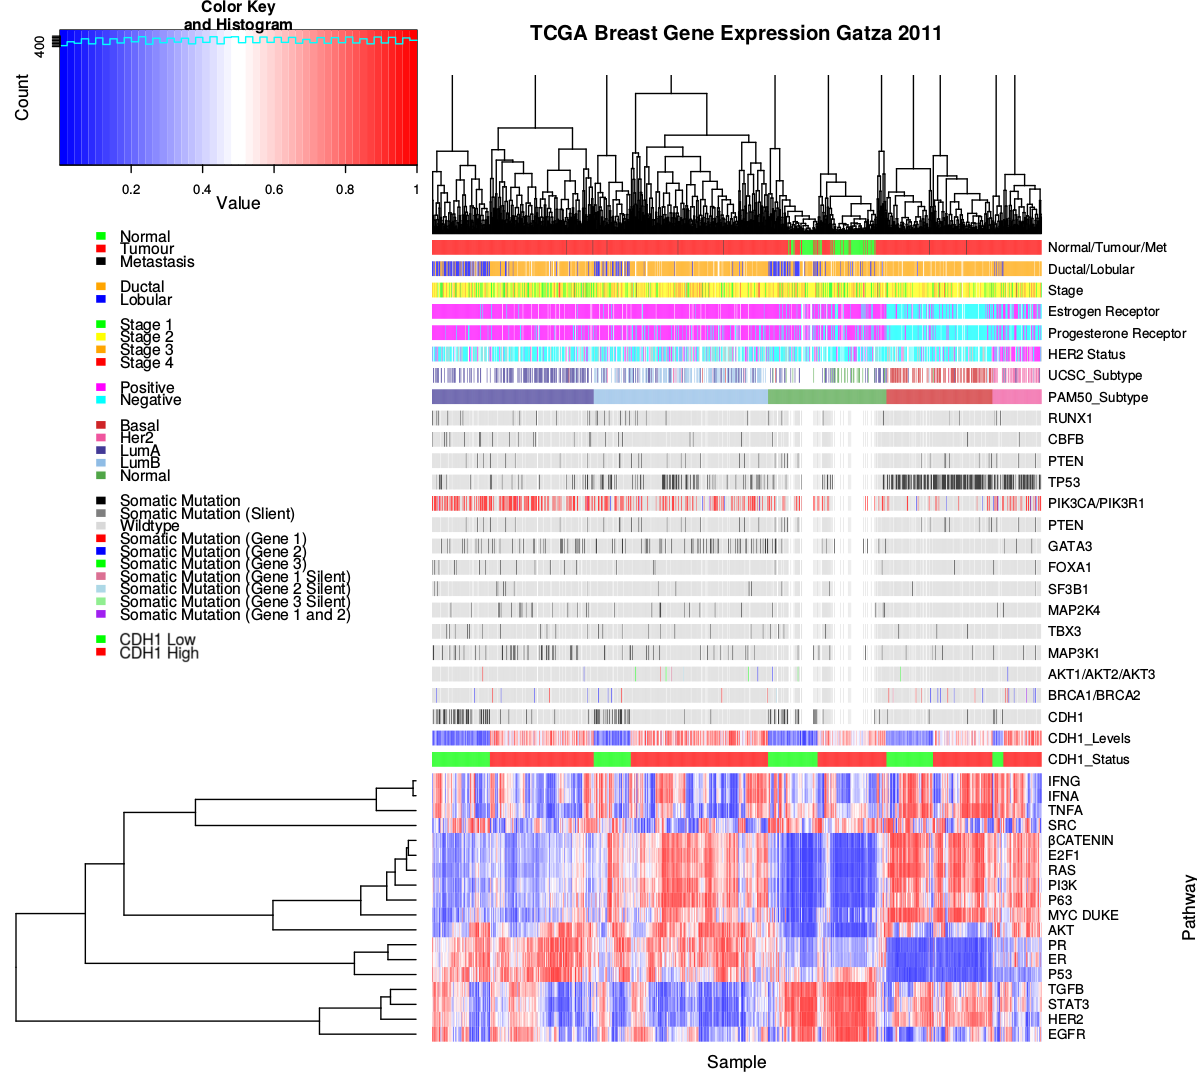 Color Key
and Histogram
TCGA Breast Gene Expression Gatza 2011
400
Count
0.2 0.4 0.6 0.8 1
Value
Normal
Tumour
Metastasis
Ductal
Lobular
Stage 1
Stage 2
Stage 3
Stage 4
Positive
Negative
Basal
Her2
LumA
LumB
Normal
Somatic Mutation
Somatic Mutation (Slient)
Wildtype
Somatic Mutation (Gene 1)
Somatic Mutation (Gene 2)
Somatic Mutation (Gene 3)
Somatic Mutation (Gene 1 Silent)
Somatic Mutation (Gene 2 Silent)
Somatic Mutation (Gene 3 Silent)
Somatic Mutation (Gene 1 and 2)
CDH1 Low
CDH1 High
Normal/Tumour/Met
Ductal/Lobular
Stage
Estrogen Receptor
Progesterone Receptor
HER2 Status
UCSC_Subtype
PAM50_Subtype
RUNX1
CBFB
PTEN
TP53
PIK3CA/PIK3R1
PTEN
GATA3
FOXA1
SF3B1
MAP2K4
TBX3
MAP3K1
AKT1/AKT2/AKT3
BRCA1/BRCA2
CDH1
CDH1_Levels
CDH1_Status
IFNG
IFNA
TNFA
SRC
βCATENIN
E2F1
RAS
PI3K
P63
MYC DUKE
AKT
PR
ER
P53
TGFB
STAT3
HER2
EGFR
Pathway
Sample